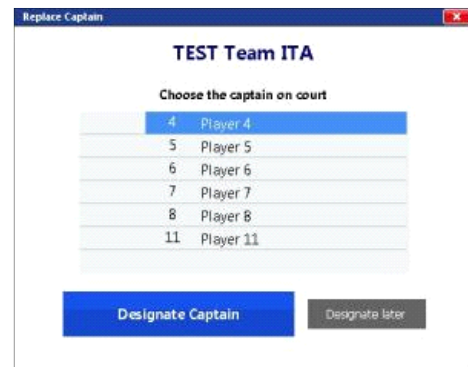 Replace Captain
TEST Team ITA
Choose the captain on court
4 Player 4
5 Player 5
6 Player 6
7 Player 7
8 Player 8
11 Player 11
Designate Captain Designate later